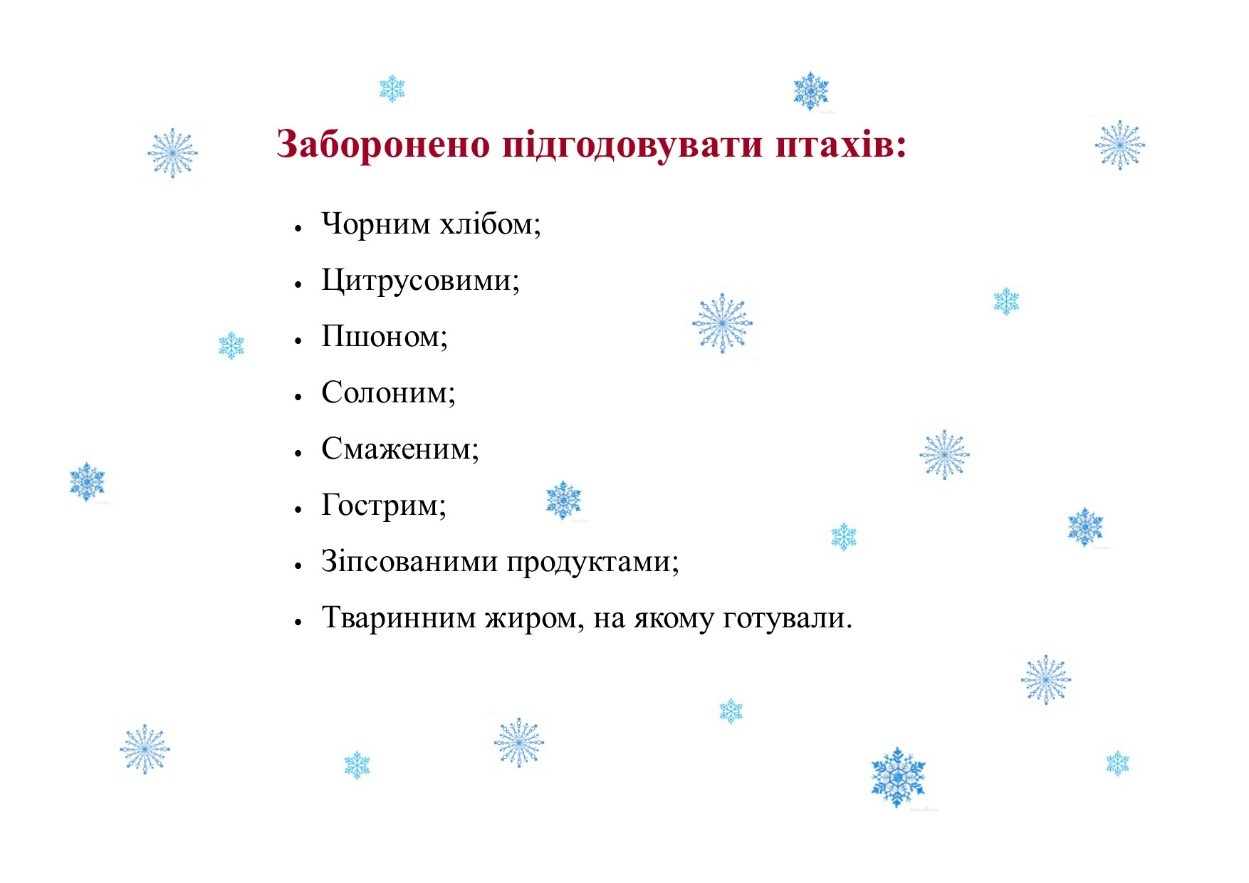 Заборонено підгодовувати птахів:
• Чорним хлібом;
• Цитрусовими;
• Пшоном;
• Солоним;
• Смаженим;
• Гострим;
• Зіпсованими продуктами;
• Тваринним жиром, на якому готували.